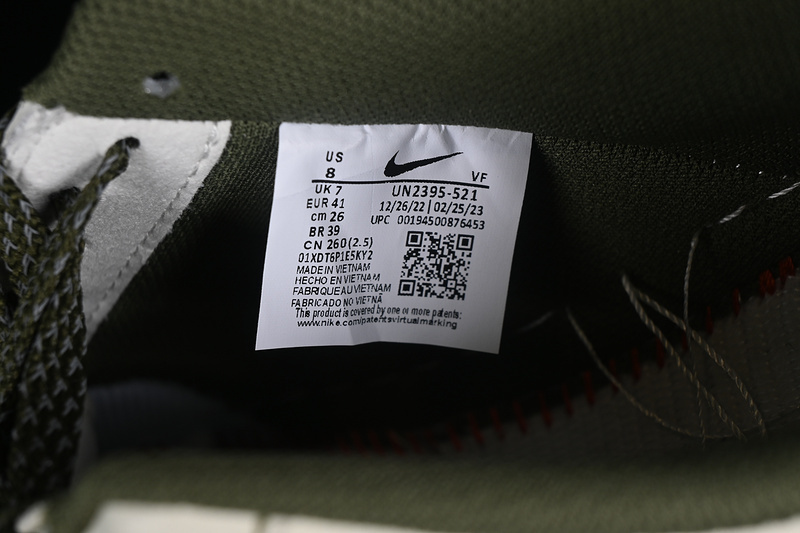 US
8
VF
UK 7
UN2395-521
EUR 41
12/26/22 | 02/25/23
cm 26
UPC 00194500876453
BR 39
CN 260(2.5)
01XDT6P1E5KY2
MADE IN VIETNAM
HECHO EN VIETNAM
FABRIQUE AU VIETNAM
FABRICADO NO VIETNÃ
This product is covered by one or more patents:
www.nike.com/patentsvirtualmarking